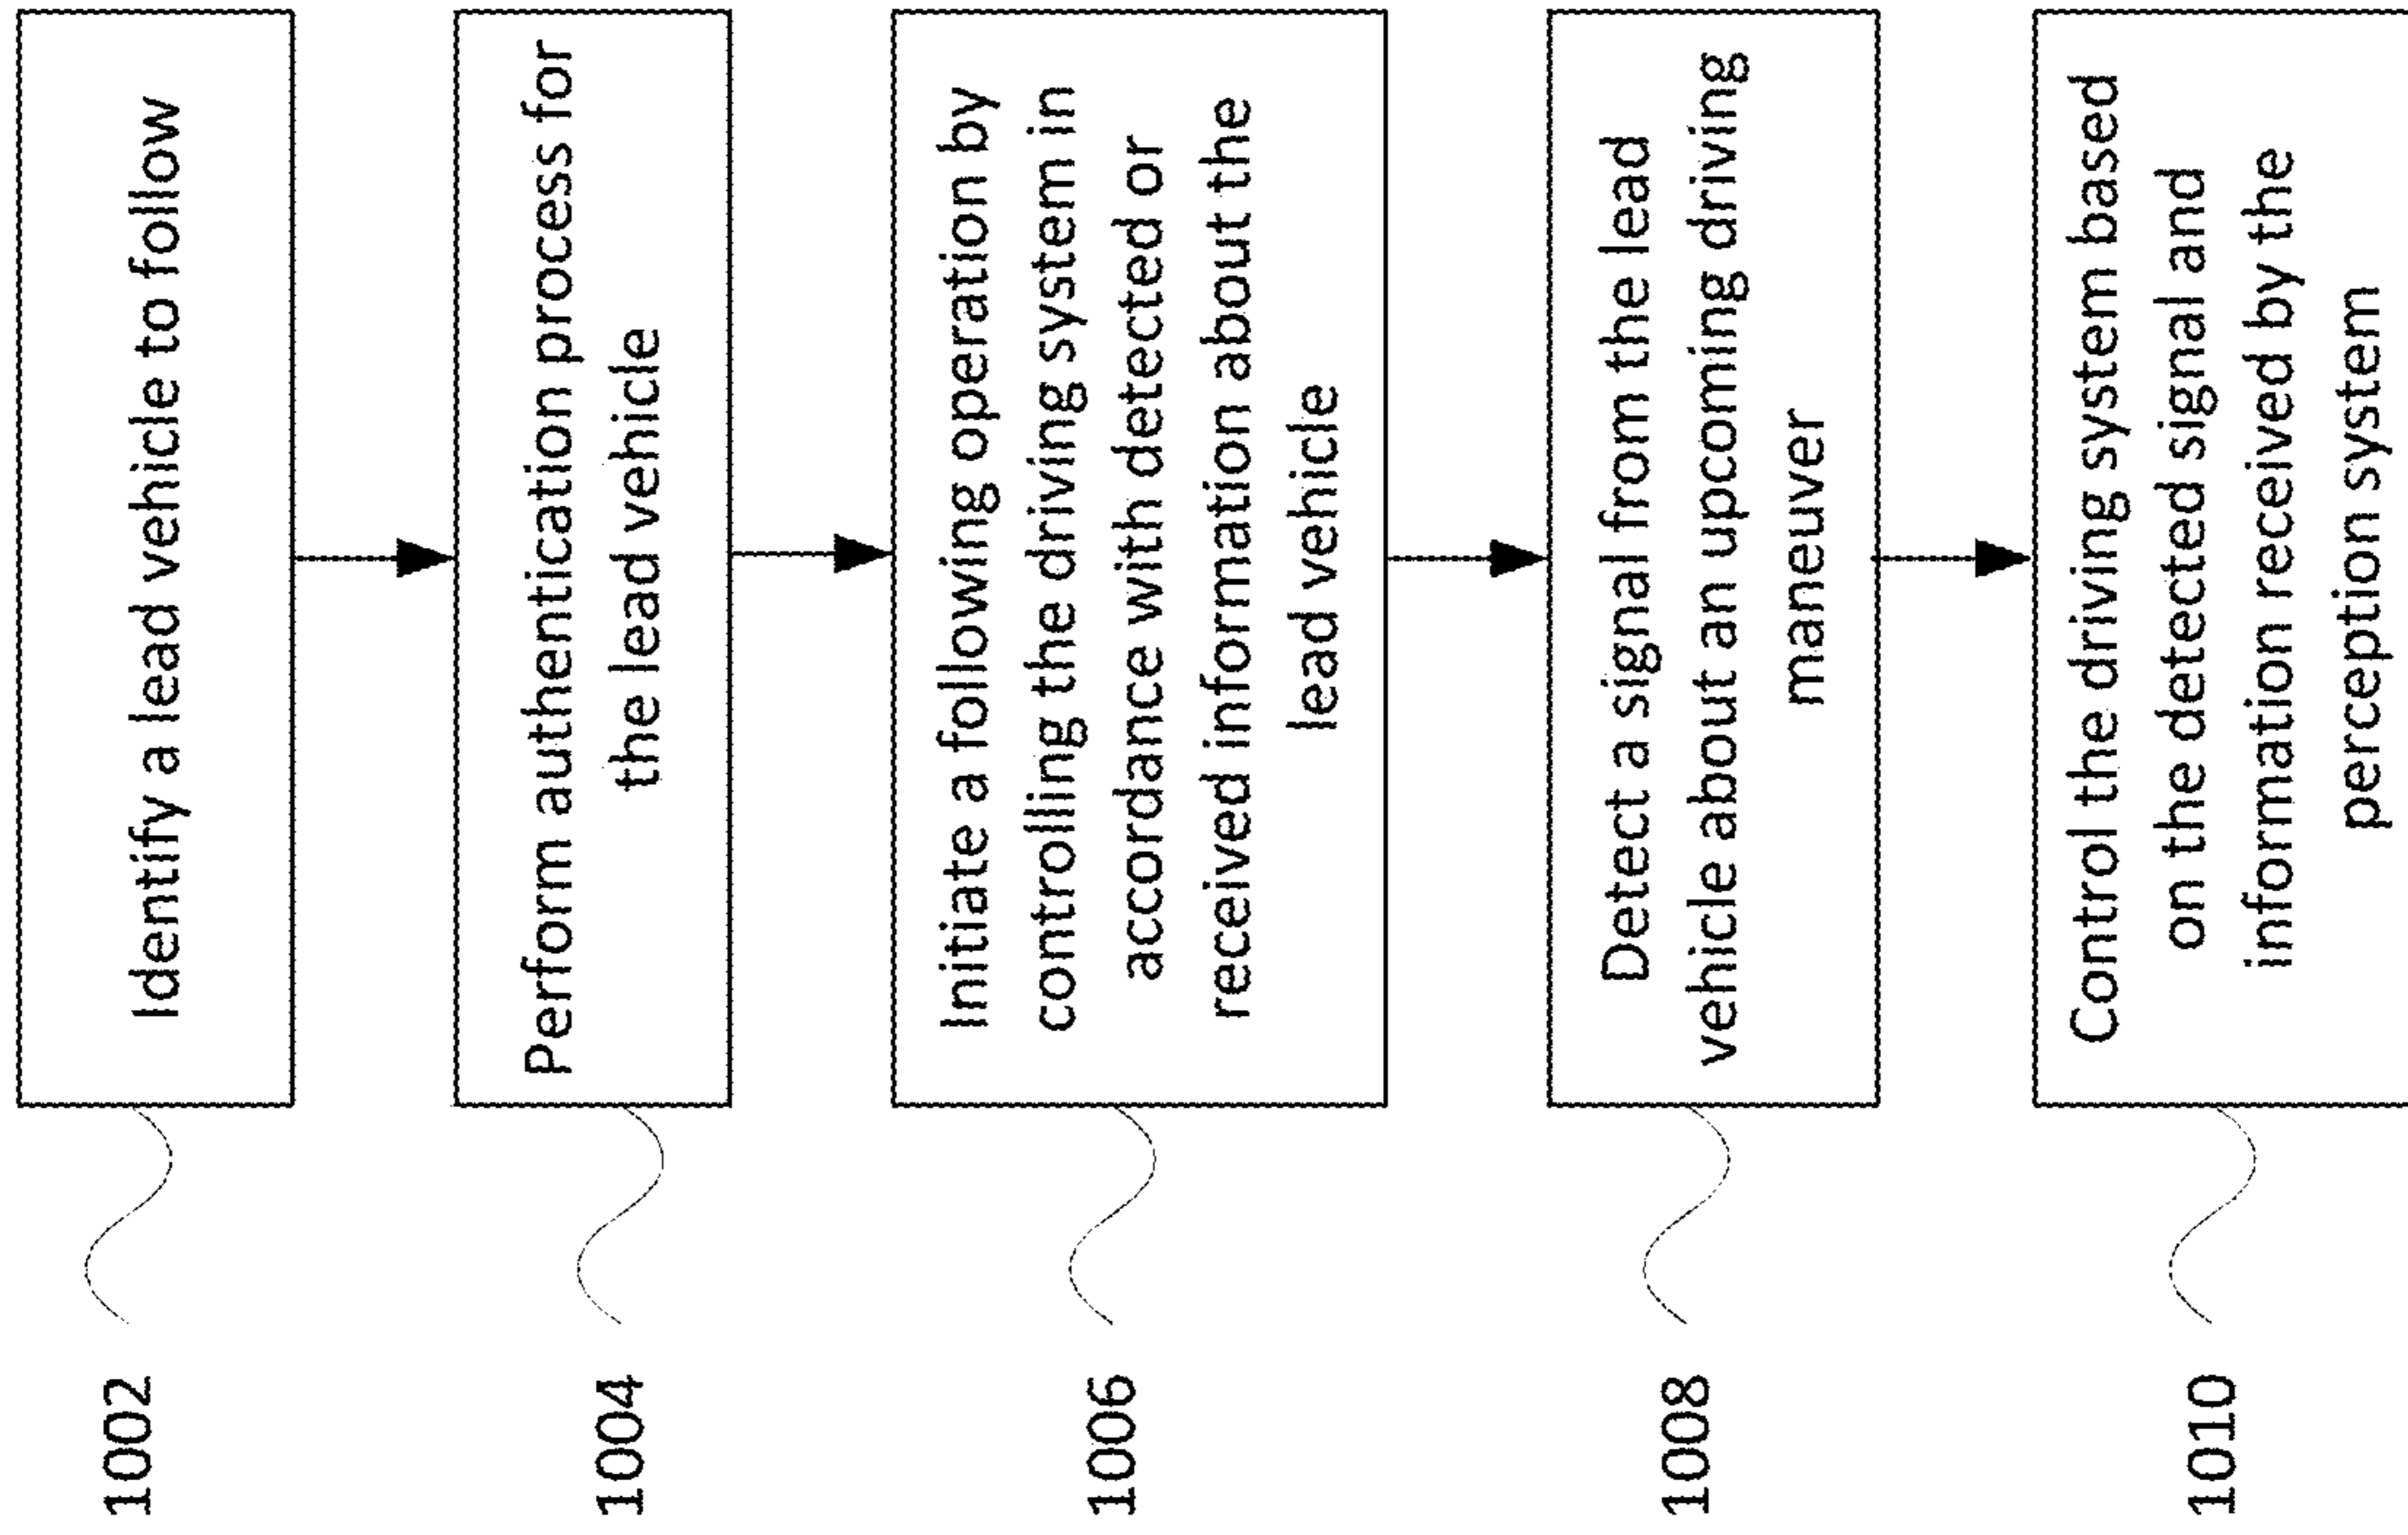 1002
Identify a lead vehicle to follow
1004
Perform authentication process for
the lead vehicle
1006
Initiate a following operation by
controlling the driving system in
accordance with detected or
received information about the
lead vehicle
1008
Detect a signal from the lead
vehicle about an upcoming driving
maneuver
1010
Control the driving system based
on the detected signal and
information received by the
perception system